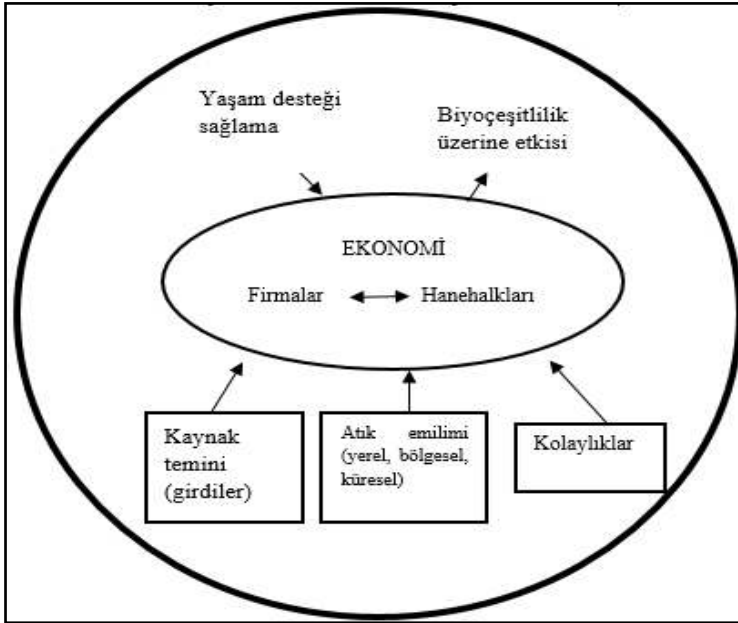 Yaşam desteği
sağlama
Biyoçeşitlilik
üzerine etkisi
EKONOMİ
Firmalar
Hanehalkları
Kaynak
temini
(girdiler)
Atık emilimi
(yerel, bölgesel,
küresel)
Kolaylıklar